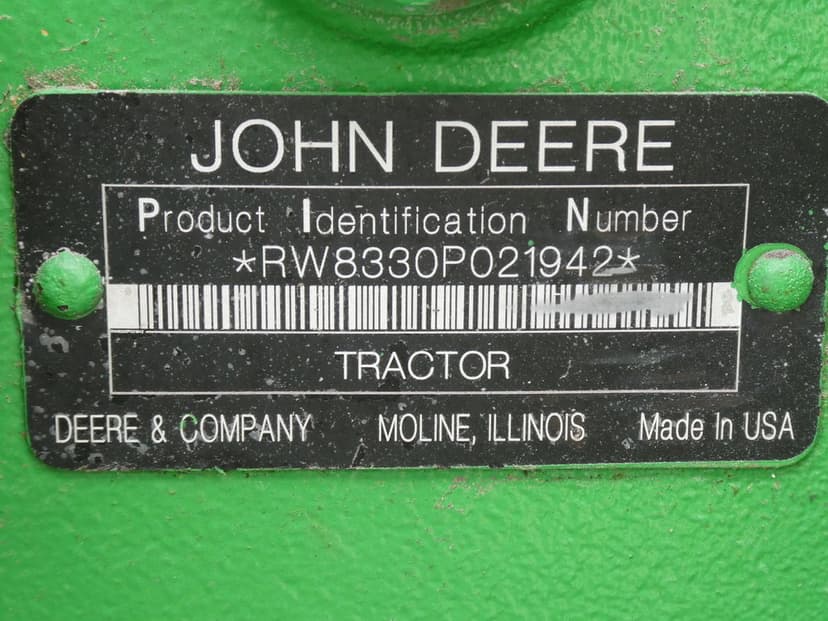 JOHN DEERE
Product Identification Number
*RW8330P021942*
TRACTOR
DEERE & COMPANY MOLINE, ILLINOIS Made In USA